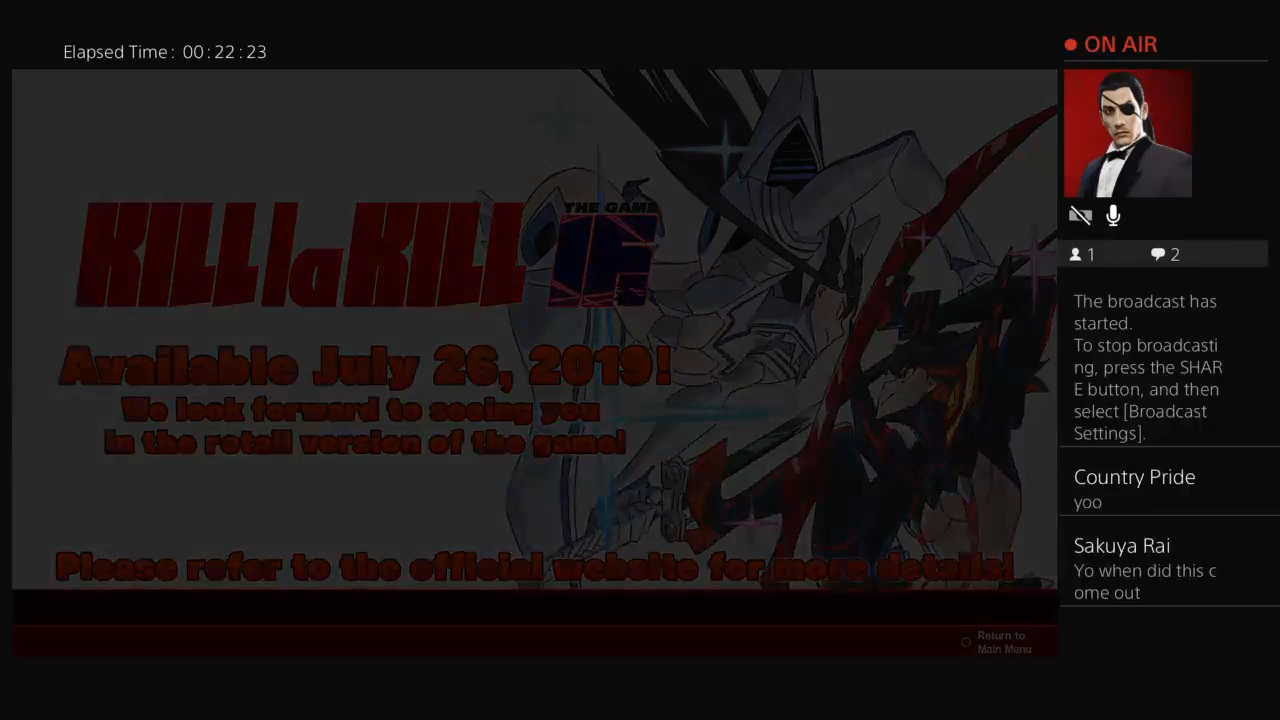 Elapsed Time: 00:22:23
ON AIR
KILL la KILL THE GAME IF
Available July 26, 2019!
We look forward to seeing you
in the retail version of the game!
Please refer to the official website for more details!
Return to
Main Menu
1 2
The broadcast has
started.
To stop broadcasti
ng, press the SHAR
E button, and then
select [Broadcast
Settings].
Country Pride
yoo
Sakuya Rai
Yo when did this c
ome out